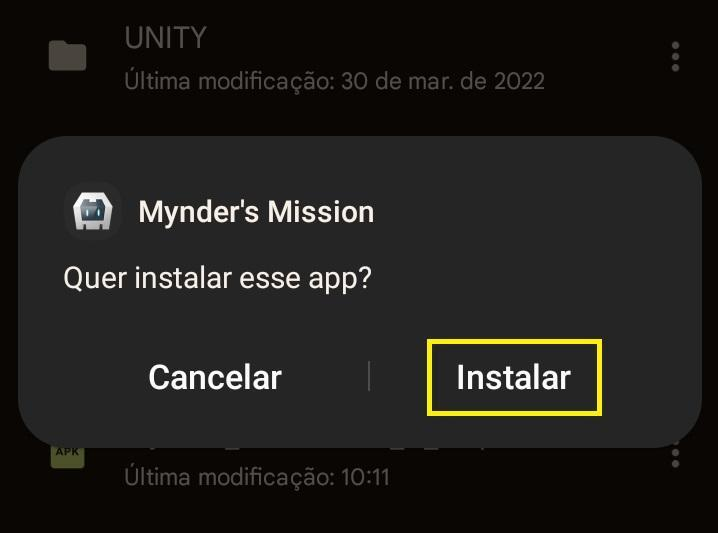 UNITY
Última modificação: 30 de mar. de 2022
Mynder's Mission
Quer instalar esse app?
Cancelar
Instalar
APK
Última modificação: 10:11